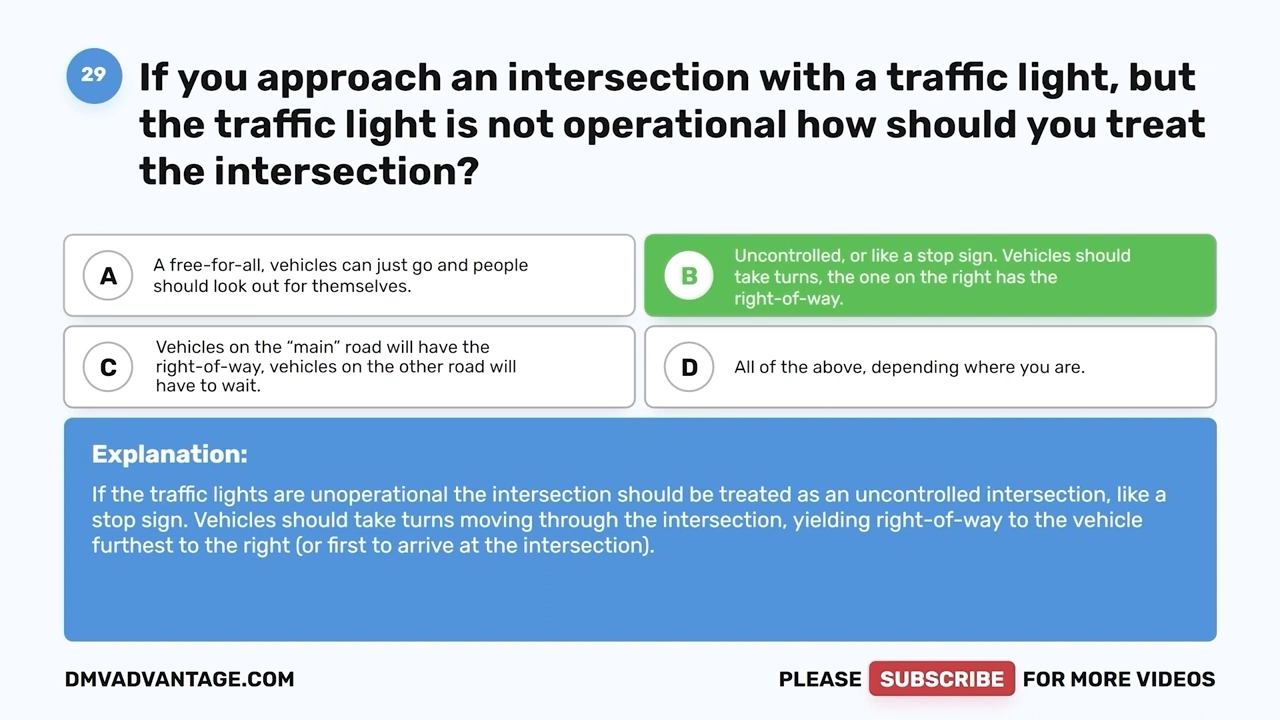 29
If you approach an intersection with a traffic light, but
the traffic light is not operational how should you treat
the intersection?
A
A free-for-all, vehicles can just go and people
should look out for themselves.
B
Uncontrolled, or like a stop sign. Vehicles should
take turns, the one on the right has the
right-of-way.
C
Vehicles on the “main” road will have the
right-of-way, vehicles on the other road will
have to wait.
D
All of the above, depending where you are.
Explanation:
If the traffic lights are unoperational the intersection should be treated as an uncontrolled intersection, like a
stop sign. Vehicles should take turns moving through the intersection, yielding right-of-way to the vehicle
furthest to the right (or first to arrive at the intersection).
DMVADVANTAGE.COM
PLEASE SUBSCRIBE FOR MORE VIDEOS